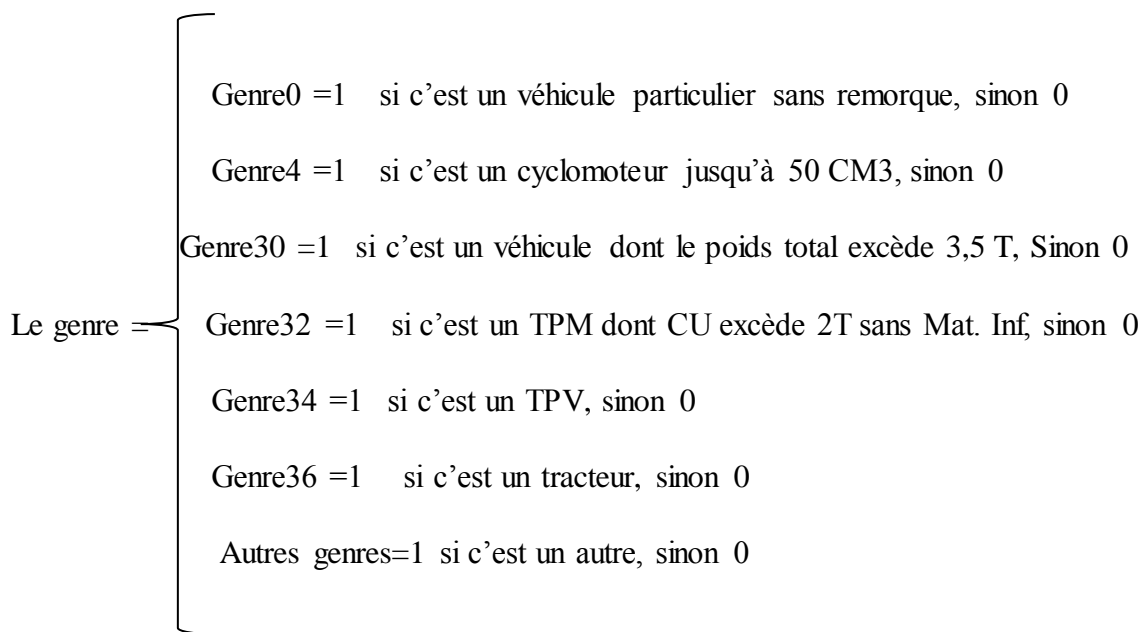 Genre0 =1 si c’est un véhicule particulier sans remorque, sinon 0
Genre4 =1 si c’est un cyclomoteur jusqu’à 50 CM3, sinon 0
Genre30 =1 si c’est un véhicule dont le poids total excède 3,5 T, Sinon 0
Le genre = Genre32 =1 si c’est un TPM dont CU excède 2T sans Mat. Inf, sinon 0
Genre34 =1 si c’est un TPV, sinon 0
Genre36 =1 si c’est un tracteur, sinon 0
Autres genres=1 si c’est un autre, sinon 0